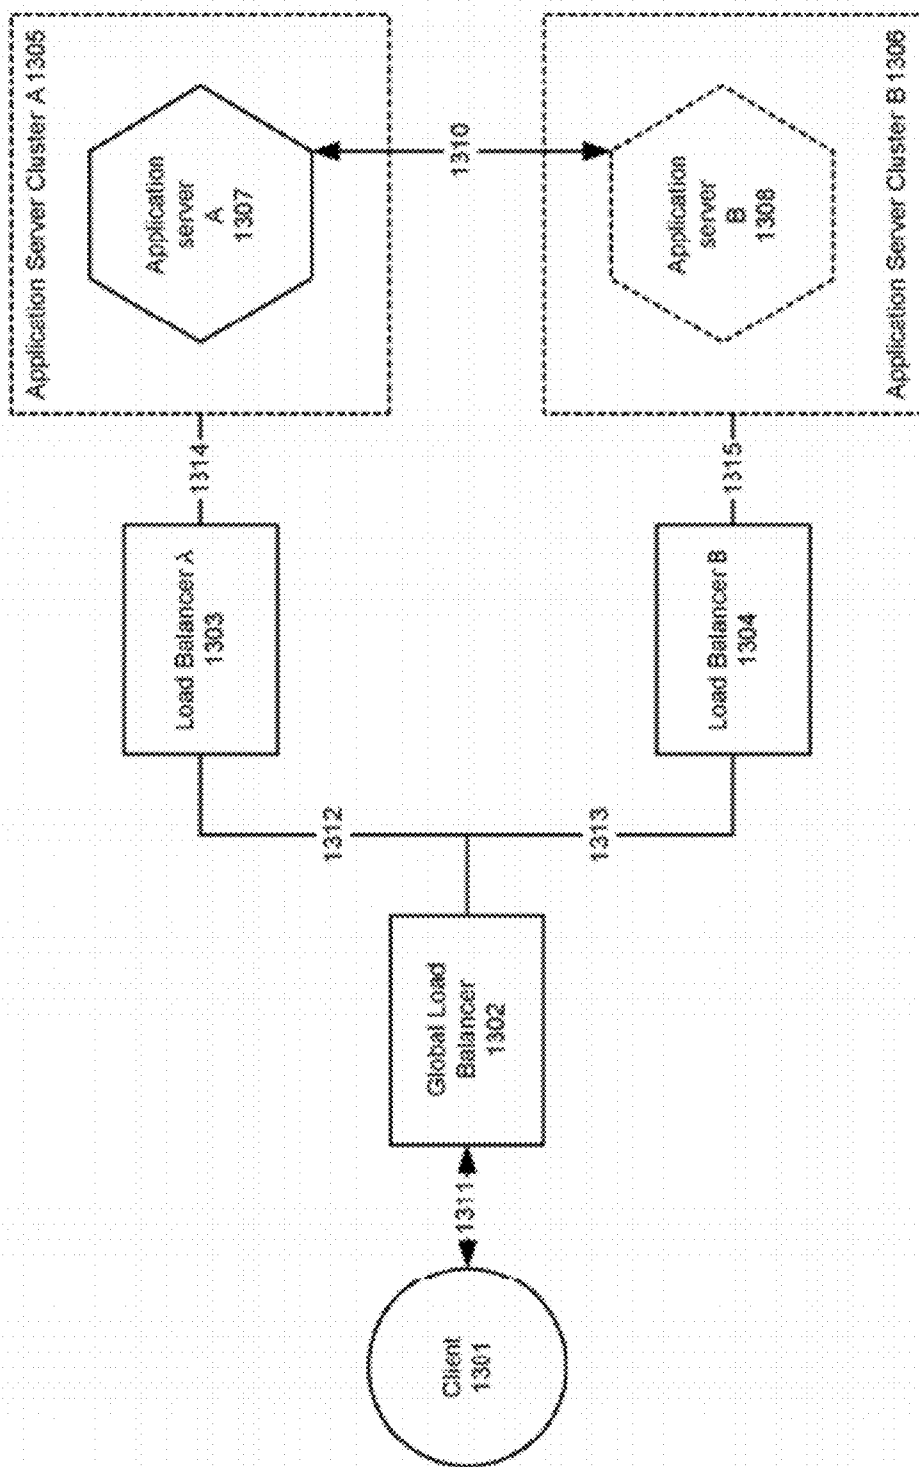 Application Server Cluster A 1305
Application
server
A
1307
1310
Application
server
B
1308
Application Server Cluster B 1306
1314
1315
Load Balancer A
1303
Load Balancer B
1304
1312
1313
Global Load
Balancer
1302
1311
Client
1301